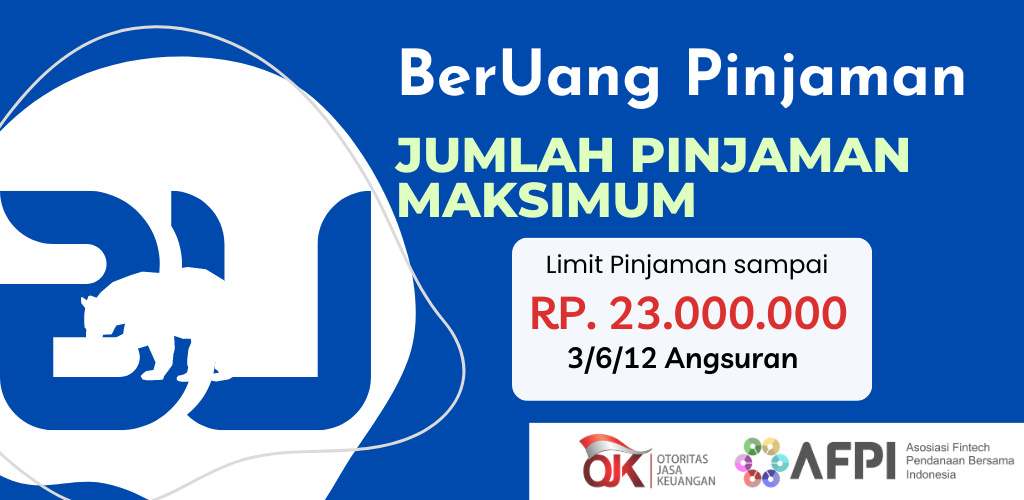 BerUang Pinjaman
JUMLAH PINJAMAN
MAKSIMUM
Limit Pinjaman sampai
RP. 23.000.000
3/6/12 Angsuran
OJK
OTORITAS
JASA
KEUANGAN
AFPI
Asosiasi Fintech
Pendanaan Bersama
Indonesia